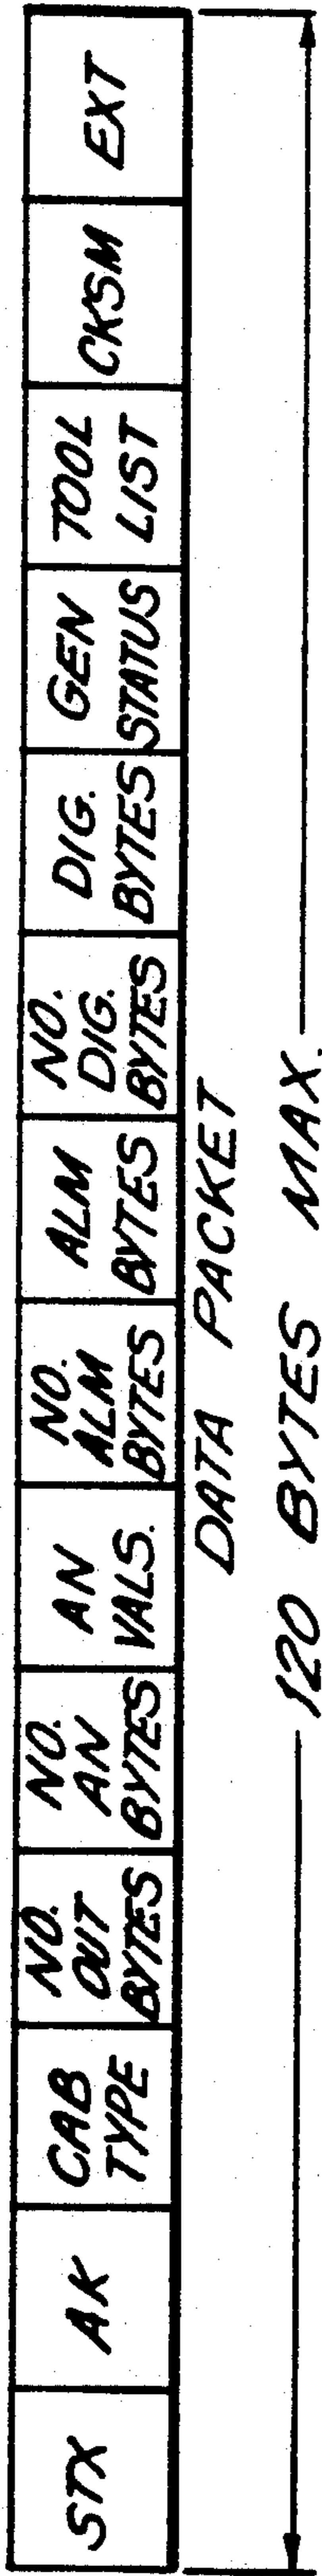 STX
AK
CAB
TYPE
NO.
OUT
BYTES
NO.
AN
BYTES
AN
VALS.
NO.
ALM
BYTES
ALM
BYTES
NO.
DIG.
BYTES
DIG.
BYTES
GEN
STATUS
TOOL
LIST
CKSM
EXT
DATA PACKET
120 BYTES MAX.